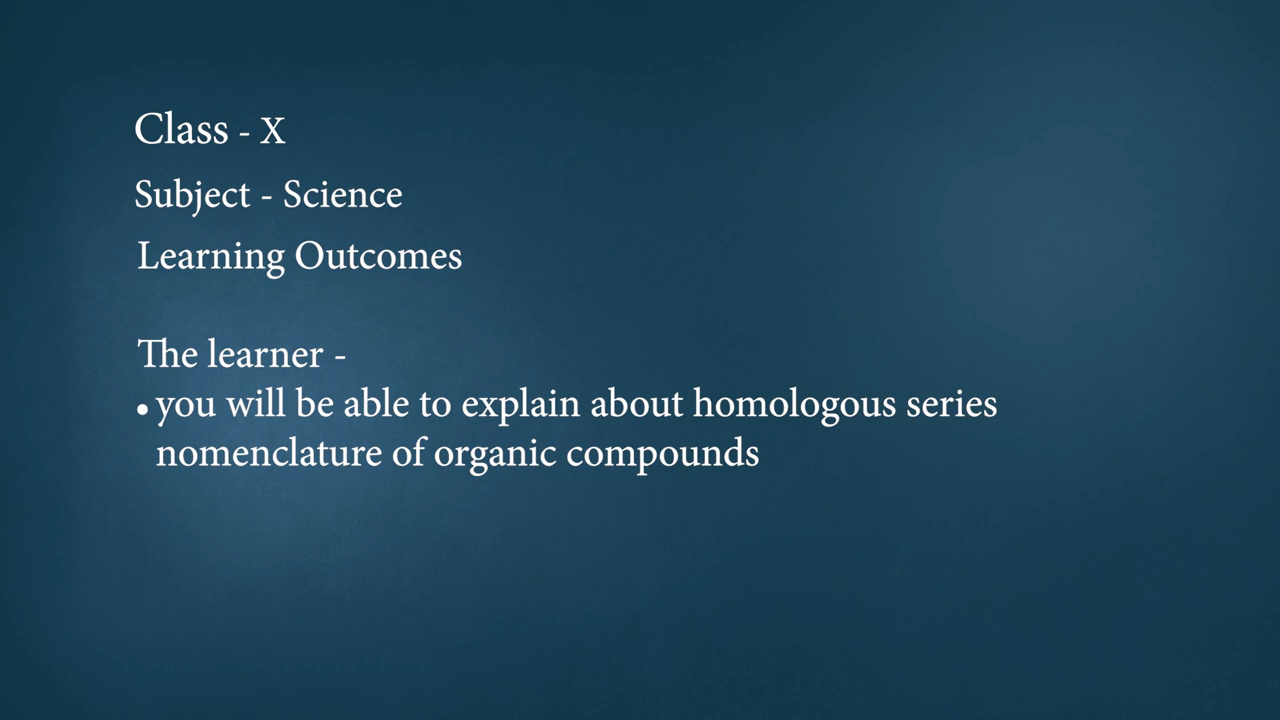 Class - X
Subject - Science
Learning Outcomes
The learner -
• you will be able to explain about homologous series
nomenclature of organic compounds